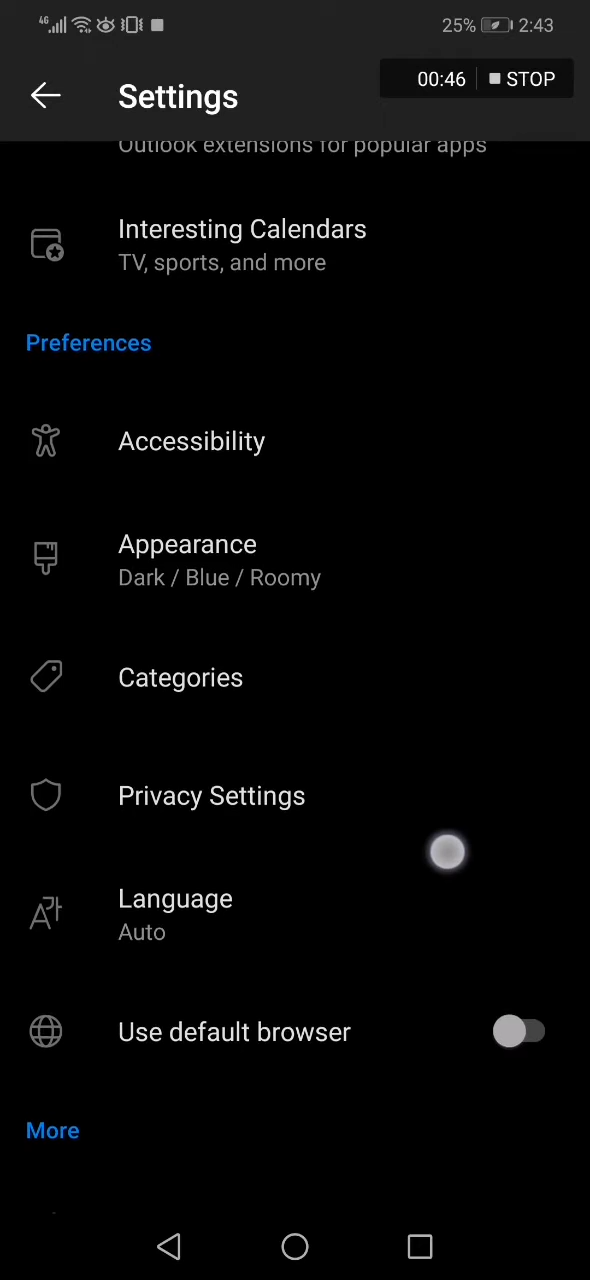 4G 25% 2:43
Settings
00:46 STOP
Outlook extensions for popular apps
Interesting Calendars
TV, sports, and more
Preferences
Accessibility
Appearance
Dark / Blue / Roomy
Categories
Privacy Settings
Language
Auto
Use default browser
More